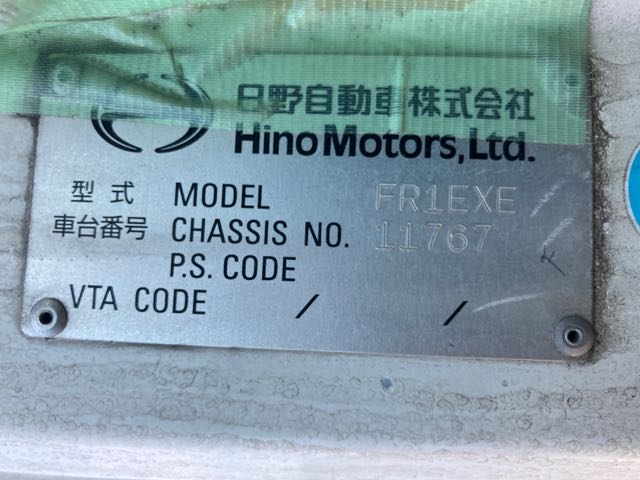 日野自動車株式会社
Hino Motors, Ltd.
型式 MODEL FR1EXE
車台番号 CHASSIS NO. 11767
P.S. CODE
VTA CODE / /